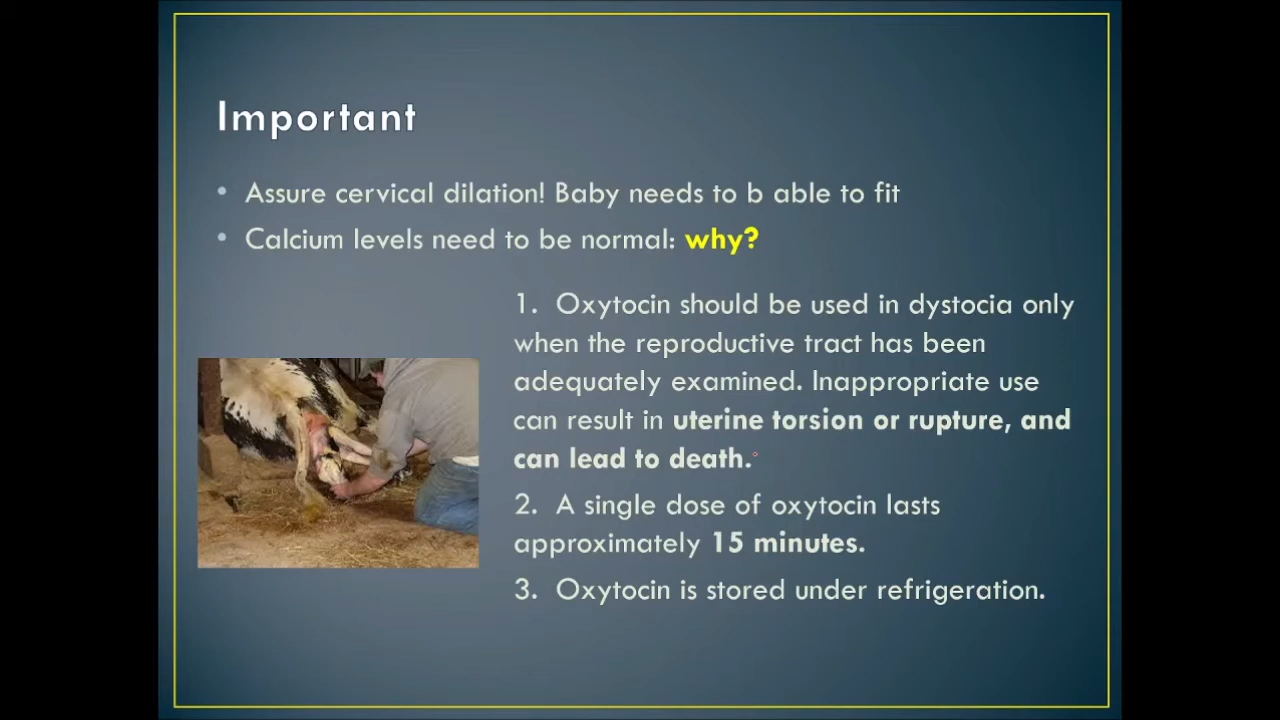 Important
• Assure cervical dilation! Baby needs to b able to fit
• Calcium levels need to be normal: why?
1. Oxytocin should be used in dystocia only
when the reproductive tract has been
adequately examined. Inappropriate use
can result in uterine torsion or rupture, and
can lead to death.
2. A single dose of oxytocin lasts
approximately 15 minutes.
3. Oxytocin is stored under refrigeration.